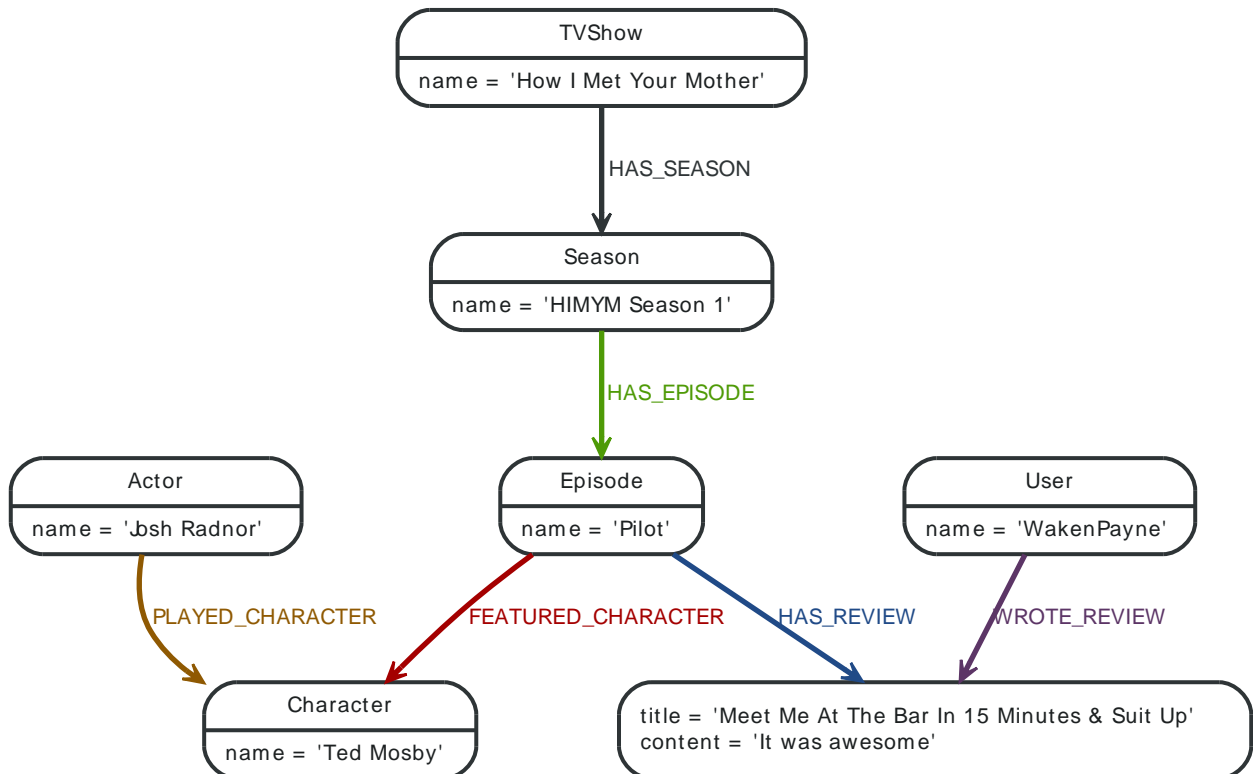 TVShow
name = 'How I Met Your Mother'
HAS_SEASON
Season
name = 'HIMYM Season 1'
HAS_EPISODE
Actor
name = 'Josh Radnor'
Episode
name = 'Pilot'
User
name = 'WakenPayne'
PLAYED_CHARACTER
FEATURED_CHARACTER
HAS_REVIEW
WROTE_REVIEW
Character
name = 'Ted Mosby'
title = 'Meet Me At The Bar In 15 Minutes & Suit Up'
content = 'It was awesome'